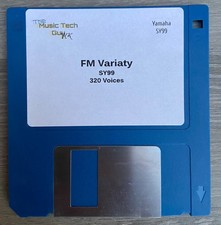 THE
Music Tech
Guy
Yamaha
SY99
FM Variaty
SY99
320 Voices